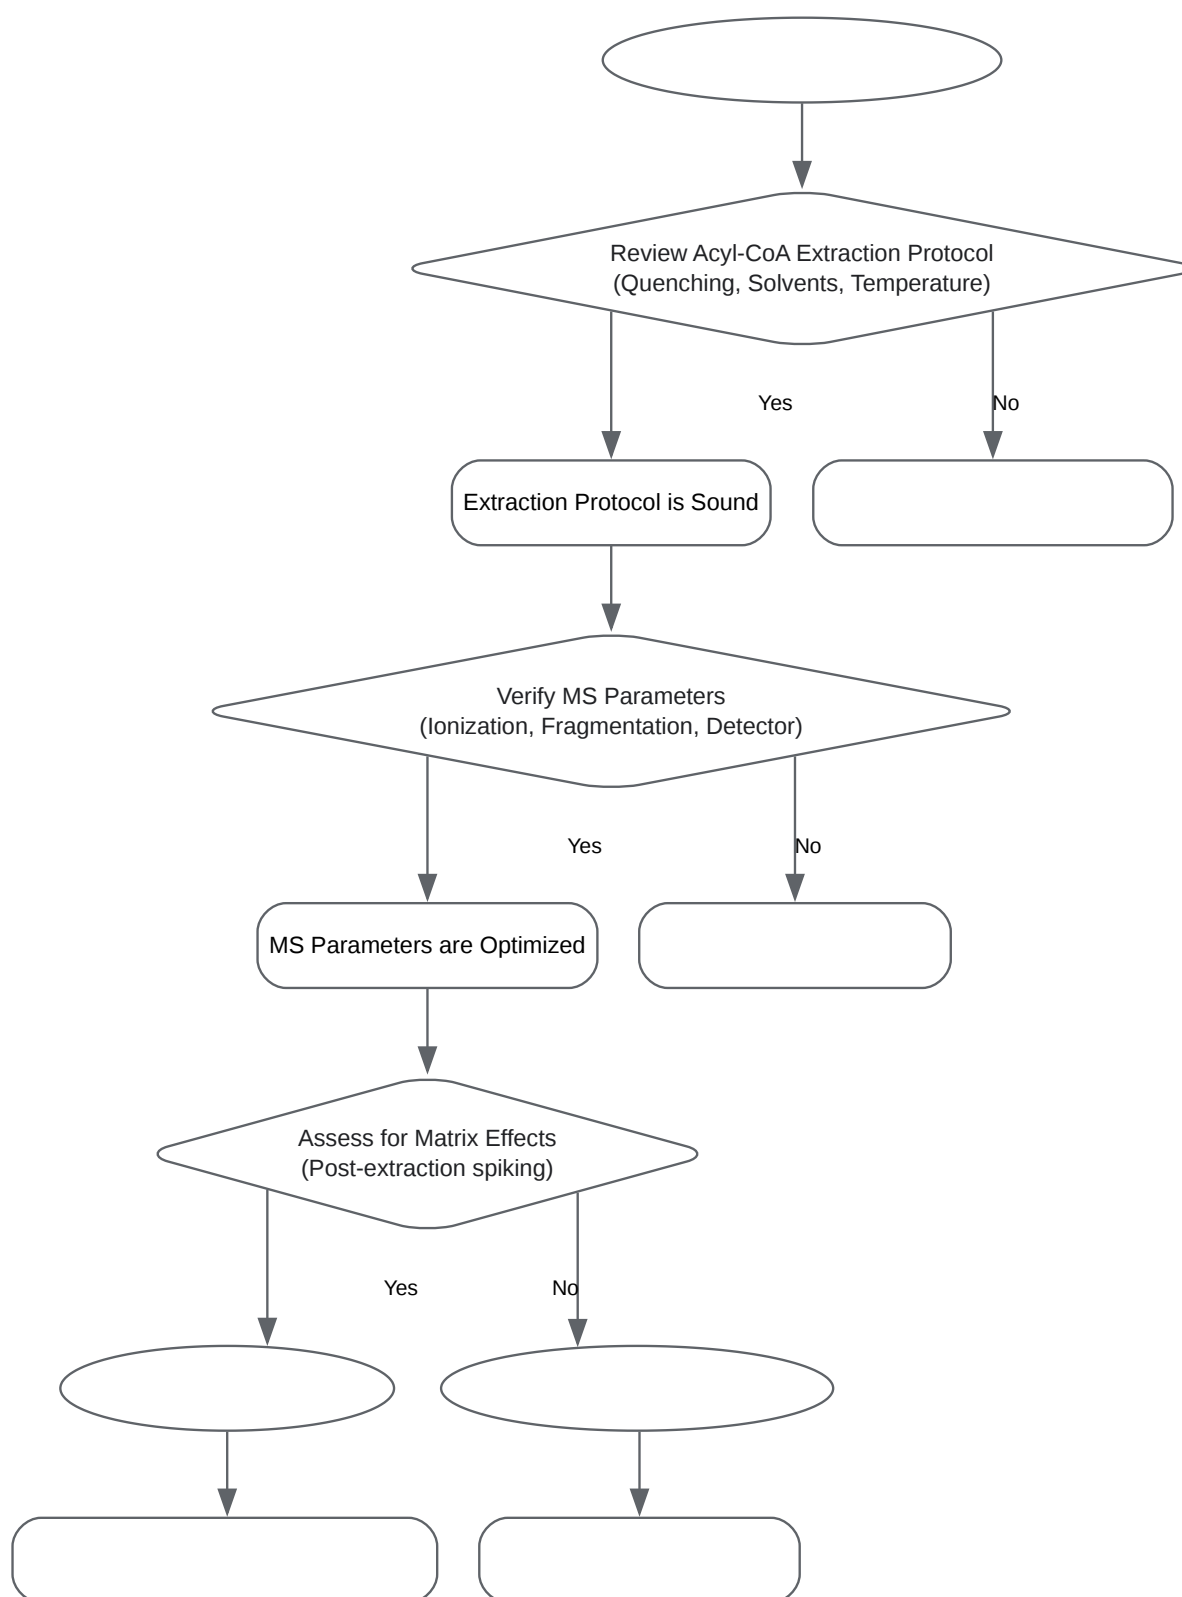 Review Acyl-CoA Extraction Protocol
(Quenching, Solvents, Temperature)
Yes
No
Extraction Protocol is Sound
Verify MS Parameters
(Ionization, Fragmentation, Detector)
Yes
No
MS Parameters are Optimized
Assess for Matrix Effects
(Post-extraction spiking)
Yes
No